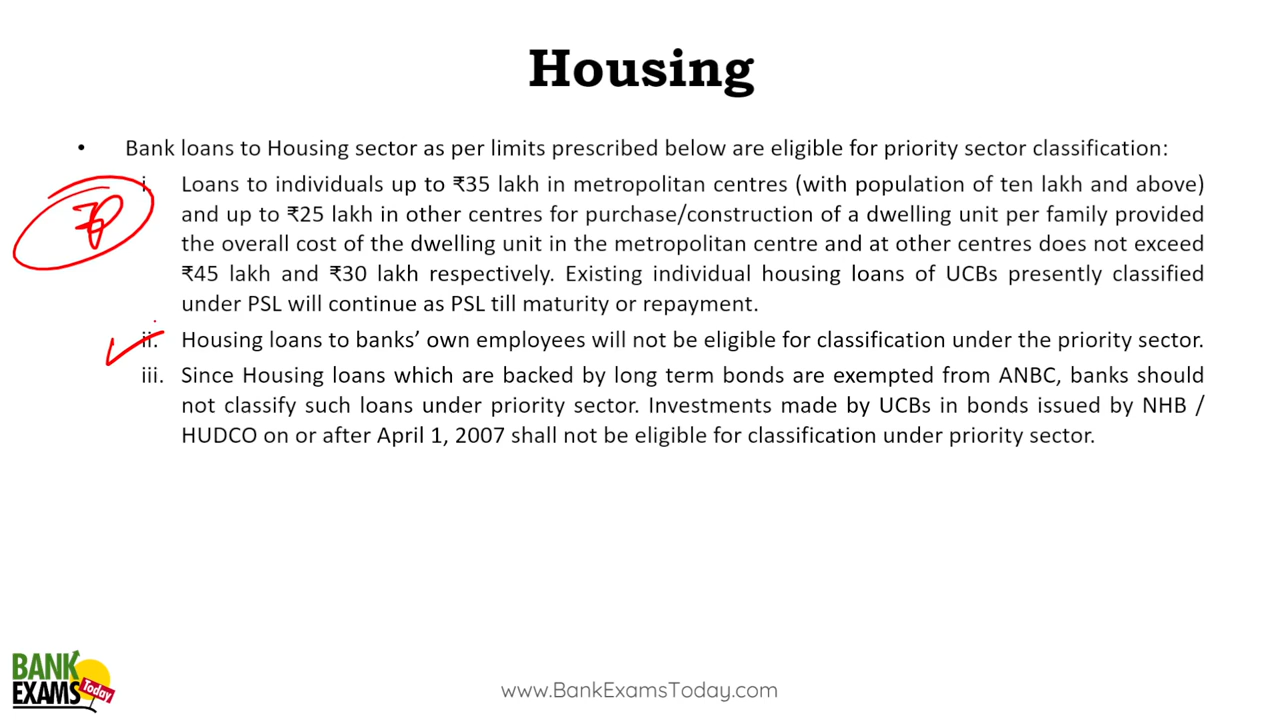 Housing
• Bank loans to Housing sector as per limits prescribed below are eligible for priority sector classification:
i. Loans to individuals up to ₹35 lakh in metropolitan centres (with population of ten lakh and above)
and up to ₹25 lakh in other centres for purchase/construction of a dwelling unit per family provided
the overall cost of the dwelling unit in the metropolitan centre and at other centres does not exceed
₹45 lakh and ₹30 lakh respectively. Existing individual housing loans of UCBs presently classified
under PSL will continue as PSL till maturity or repayment.
ii. Housing loans to banks’ own employees will not be eligible for classification under the priority sector.
iii. Since Housing loans which are backed by long term bonds are exempted from ANBC, banks should
not classify such loans under priority sector. Investments made by UCBs in bonds issued by NHB /
HUDCO on or after April 1, 2007 shall not be eligible for classification under priority sector.
BANK
EXAMS Today
www.BankExamsToday.com